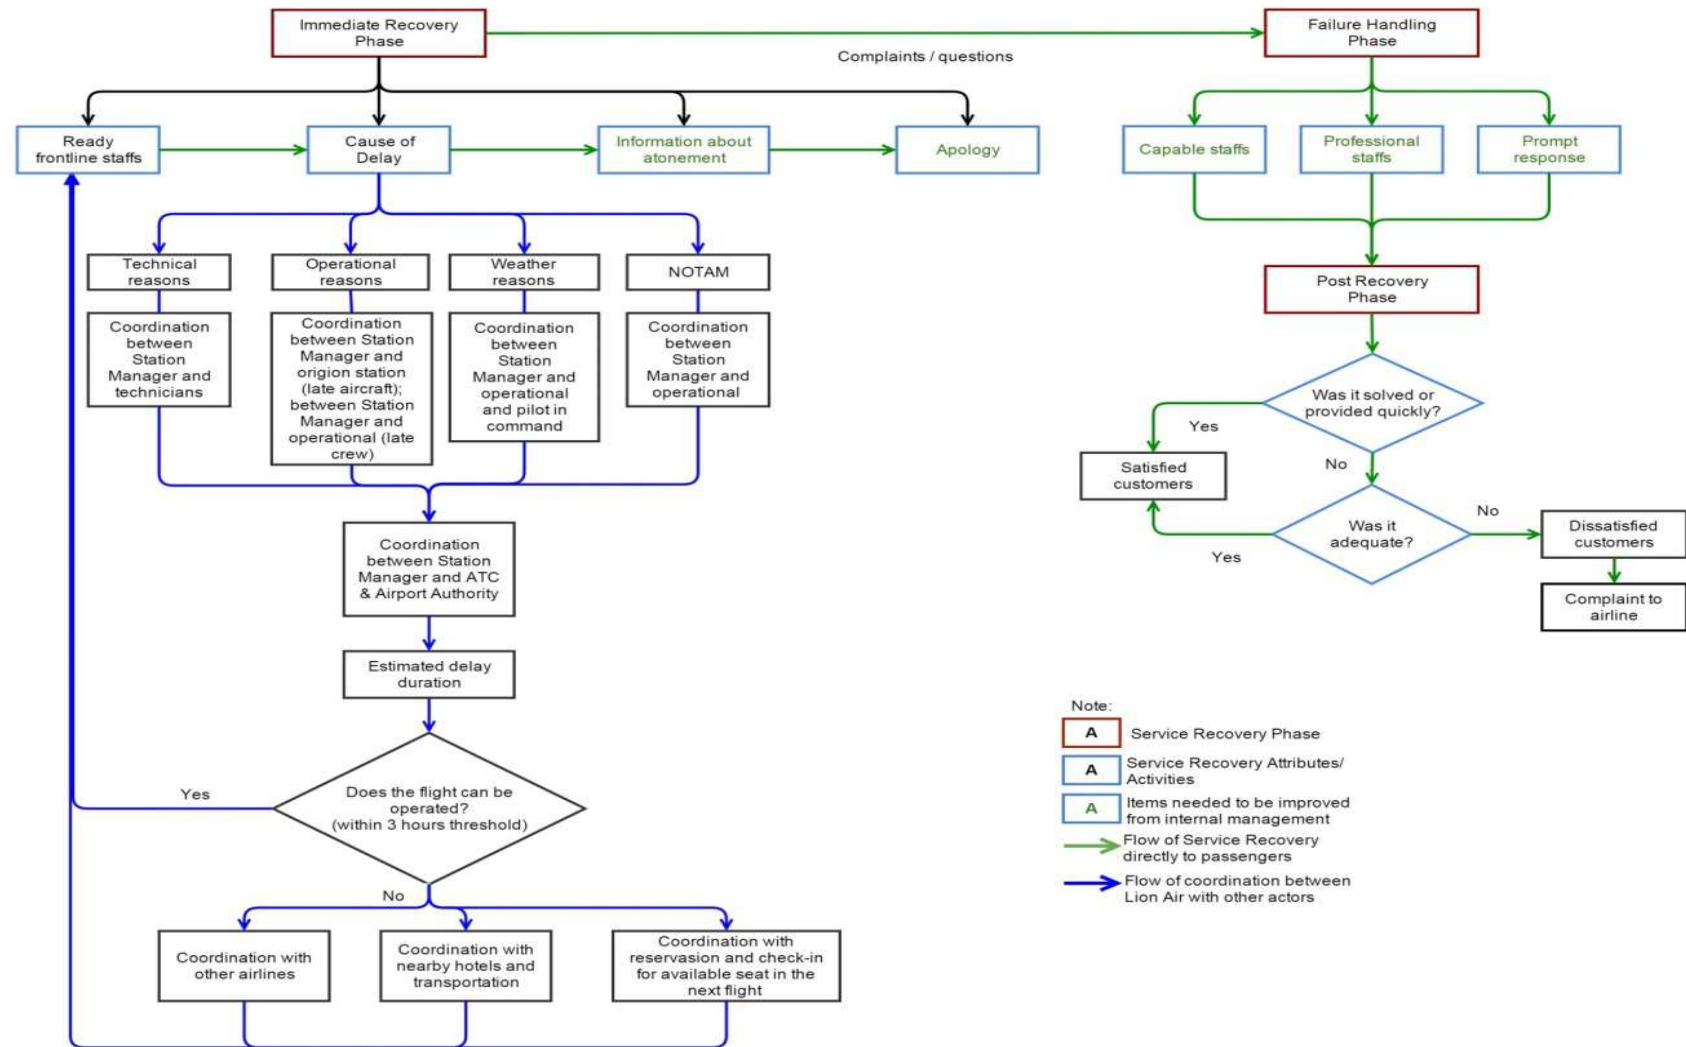 Immediate Recovery
Phase
Complaints / questions
Failure Handling
Phase
Ready
frontline staffs
Cause of
Delay
Information about
atonement
Apology
Capable staffs
Professional
staffs
Prompt
response
Technical
reasons
Operational
reasons
Weather
reasons
NOTAM
Coordination
between
Station
Manager and
technicians
Coordination
between Station
Manager and
origion station
(late aircraft);
between Station
Manager and
operational (late
crew)
Coordination
between
Station
Manager and
operational
and pilot in
command
Coordination
between
Station
Manager and
operational
Coordination
between Station
Manager and ATC
& Airport Authority
Estimated delay
duration
Does the flight can be
operated?
(within 3 hours threshold)
Yes
No
Coordination with
other airlines
Coordination with
nearby hotels and
transportation
Coordination with
reservasion and check-in
for available seat in the
next flight
Post Recovery
Phase
Was it solved or
provided quickly?
Yes
No
Satisfied
customers
Was it
adequate?
Yes
No
Dissatisfied
customers
Complaint to
airline
Note:
A
Service Recovery Phase
A
Service Recovery Attributes/
Activities
A
Items needed to be improved
from internal management
Flow of Service Recovery
directly to passengers
Flow of coordination between
Lion Air with other actors